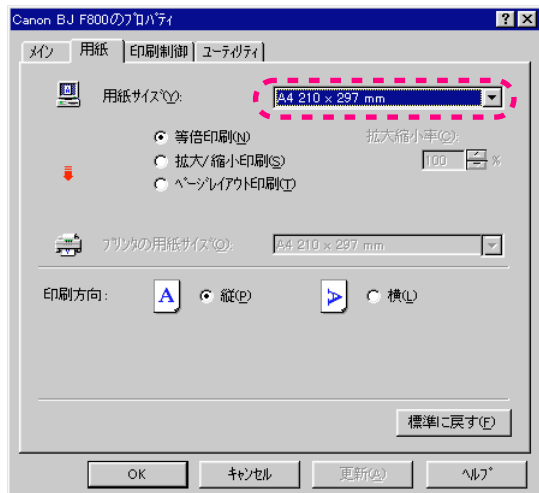 Canon BJ F800のﾌﾟﾛﾊﾟﾃｨ
ﾒｲﾝ 用紙 印刷制御 ﾕｰﾃｨﾘﾃｨ
用紙ｻｲｽﾞ(Y): A4 210 x 297 mm
等倍印刷(N) 拡大縮小率(C):
拡大/縮小印刷(S) 100 %
ﾍﾟｰｼﾞﾚｲｱｳﾄ印刷(T)
ﾌﾟﾘﾝﾀの用紙ｻｲｽﾞ(O): A4 210 x 297 mm
印刷方向: A 縦(P) A 横(L)
標準に戻す(F)
OK ｷｬﾝｾﾙ 更新(A) ﾍﾙﾌﾟ